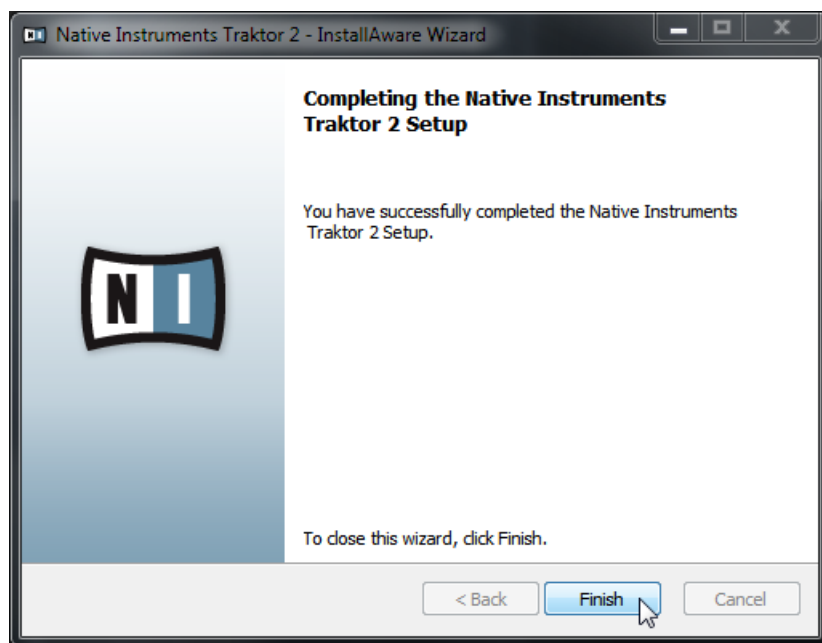 Native Instruments Traktor 2 - InstallAware Wizard
Completing the Native Instruments
Traktor 2 Setup
You have successfully completed the Native Instruments
Traktor 2 Setup.
N I
To close this wizard, click Finish.
< Back Finish Cancel